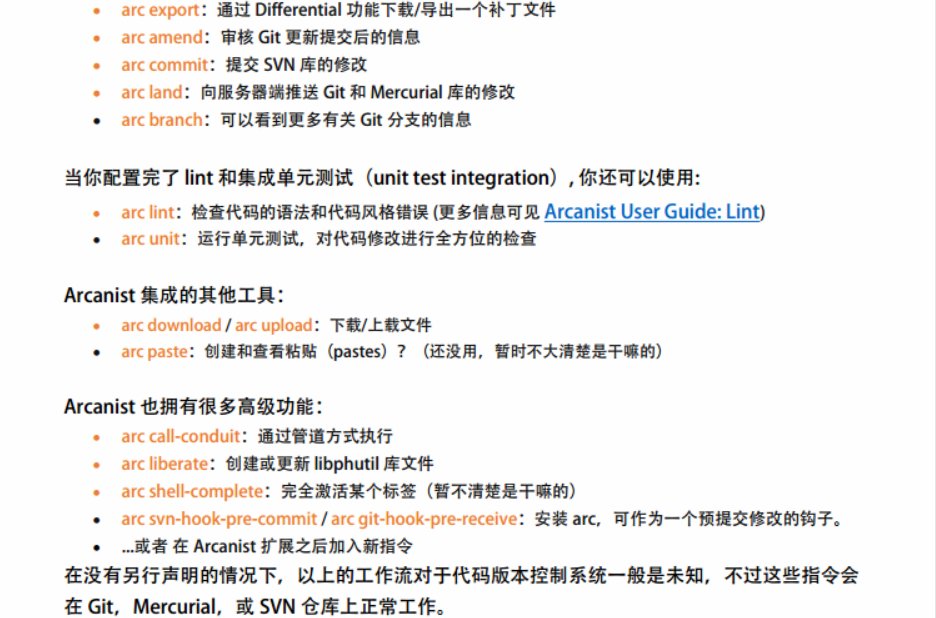 • arc export：通过 Differential 功能下载/导出一个补丁文件
• arc amend：审核 Git 更新提交后的信息
• arc commit：提交 SVN 库的修改
• arc land：向服务器端推送 Git 和 Mercurial 库的修改
• arc branch：可以看到更多有关 Git 分支的信息
当你配置完了 lint 和集成单元测试（unit test integration）, 你还可以使用：
• arc lint：检查代码的语法和代码风格错误 (更多信息可见 Arcanist User Guide: Lint)
• arc unit：运行单元测试，对代码修改进行全方位的检查
Arcanist 集成的其他工具：
• arc download / arc upload：下载/上载文件
• arc paste：创建和查看粘贴（pastes）？（还没用，暂时不大清楚是干嘛的）
Arcanist 也拥有很多高级功能：
• arc call-conduit：通过管道方式执行
• arc liberate：创建或更新 libphutil 库文件
• arc shell-complete：完全激活某个标签（暂不清楚是干嘛的）
• arc svn-hook-pre-commit / arc git-hook-pre-receive：安装 arc，可作为一个预提交修改的钩子。
• ...或者 在 Arcanist 扩展之后加入新指令
在没有另行声明的情况下，以上的工作流对于代码版本控制系统一般是未知，不过这些指令会
在 Git，Mercurial，或 SVN 仓库上正常工作。